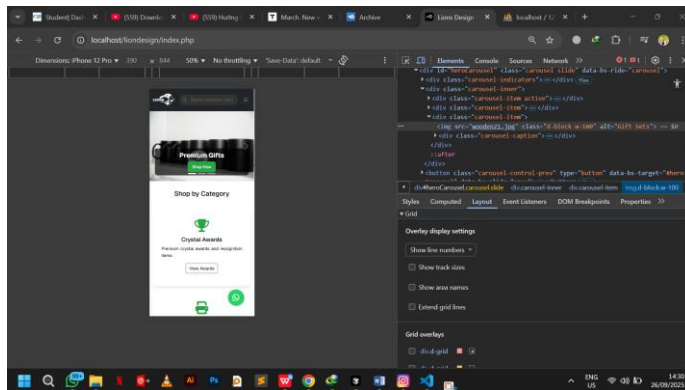 Student| Dasl
(559) Downlo
(559) Hướng l
March. New u
Archive
Lions Design
localhost / 12
localhost/liondesign/index.php
Dimensions: iPhone 12 Pro 390 × 844 50% No throttling 'Save-Data': default
Elements Console Sources Network
<div id="heroCarousel" class="carousel slide" data-bs-ride="carousel">
<div class="carousel-indicators"> </div> flex
<div class="carousel-inner">
<div class="carousel-item active"> </div>
<div class="carousel-item"> </div>
<div class="carousel-item">
<img src="wooden21.jpg" class="d-block w-100" alt="Gift Sets"> == $0
<div class="carousel-caption"> </div>
</div>
::after
</div>
<button class="carousel-control-prev" type="button" data-bs-target="#hero
div#heroCarousel.carousel.slide div.carousel-inner div.carousel-item img.d-block.w-100
Styles Computed Layout Event Listeners DOM Breakpoints Properties
Grid
Overlay display settings
Show line numbers
Show track sizes
Show area names
Extend grid lines
Grid overlays
div.d-grid
Premium Gifts
Shop Now
Shop by Category
Crystal Awards
Premium crystal awards and recognition
items
View Awards
ENG
US
14:30
26/09/2025